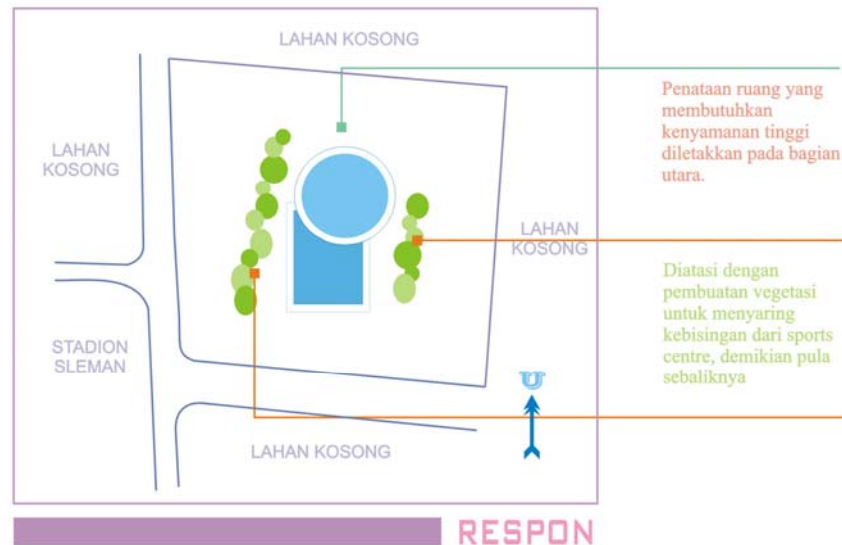 LAHAN KOSONG
Penataan ruang yang
membutuhkan
kenyamanan tinggi
diletakkan pada bagian
utara.
LAHAN
KOSONG
LAHAN
KOSONG
Diatasi dengan
pembuatan vegetasi
untuk menyaring
kebisingan dari sports
centre, demikian pula
sebaliknya
STADION
SLEMAN
U
LAHAN KOSONG
RESPON